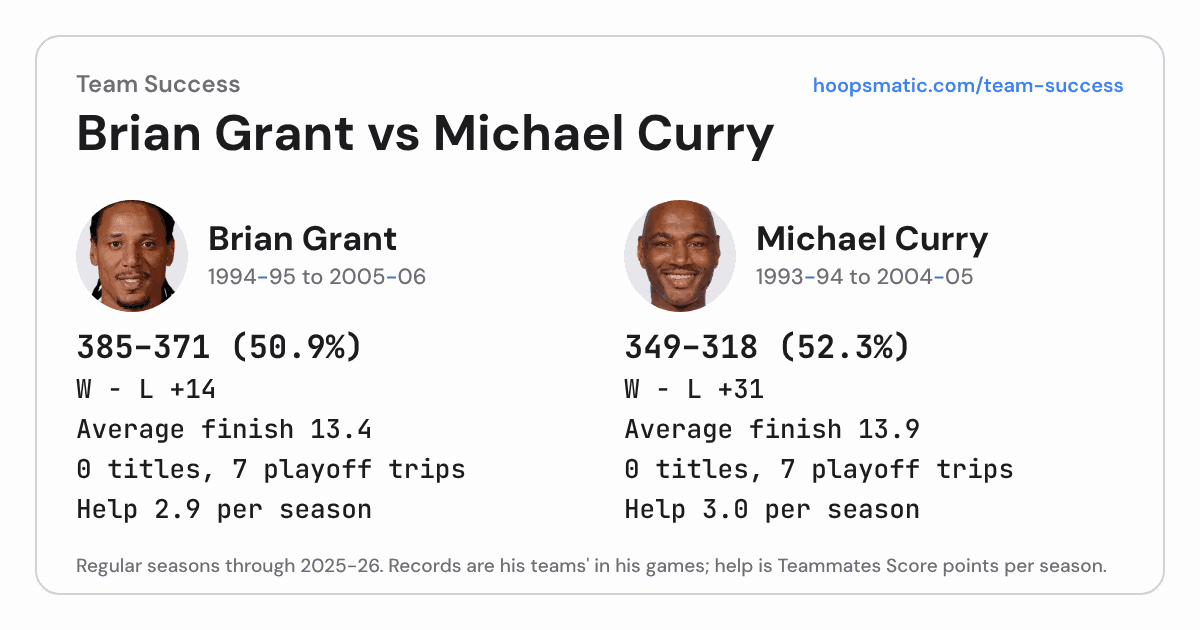 Team Success
hoopsmatic.com/team-success
Brian Grant vs Michael Curry
Brian Grant
1994–95 to 2005–06
385–371 (50.9%)
W - L +14
Average finish 13.4
0 titles, 7 playoff trips
Help 2.9 per season
Michael Curry
1993–94 to 2004–05
349–318 (52.3%)
W - L +31
Average finish 13.9
0 titles, 7 playoff trips
Help 3.0 per season
Regular seasons through 2025-26. Records are his teams' in his games; help is Teammates Score points per season.